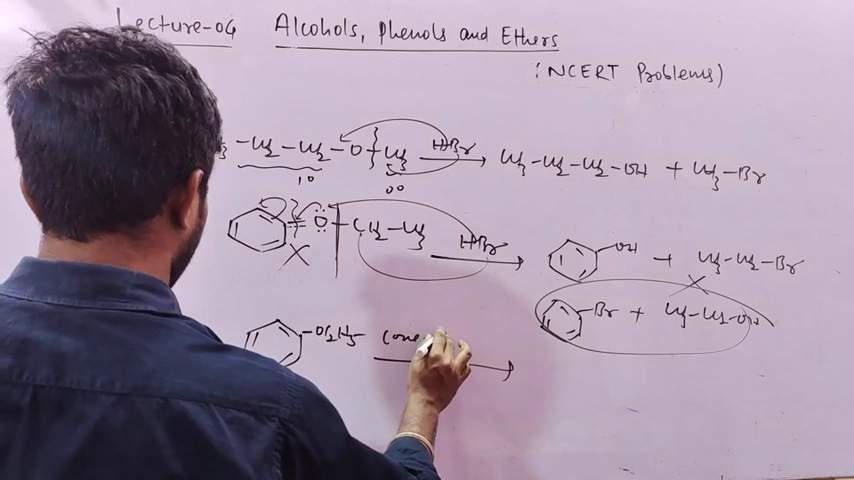 Lecture-04 Alcohols, Phenols and Ethers
(NCERT Problems)
-CH2-CH2-O-CH3 HBr CH3-CH2-CH2-OH + CH3-Br
1° 0°
-O-CH2-CH3 HBr -OH + CH3-CH2-Br
X
-Br + CH3-CH2-OH
-OC2H5 Conc